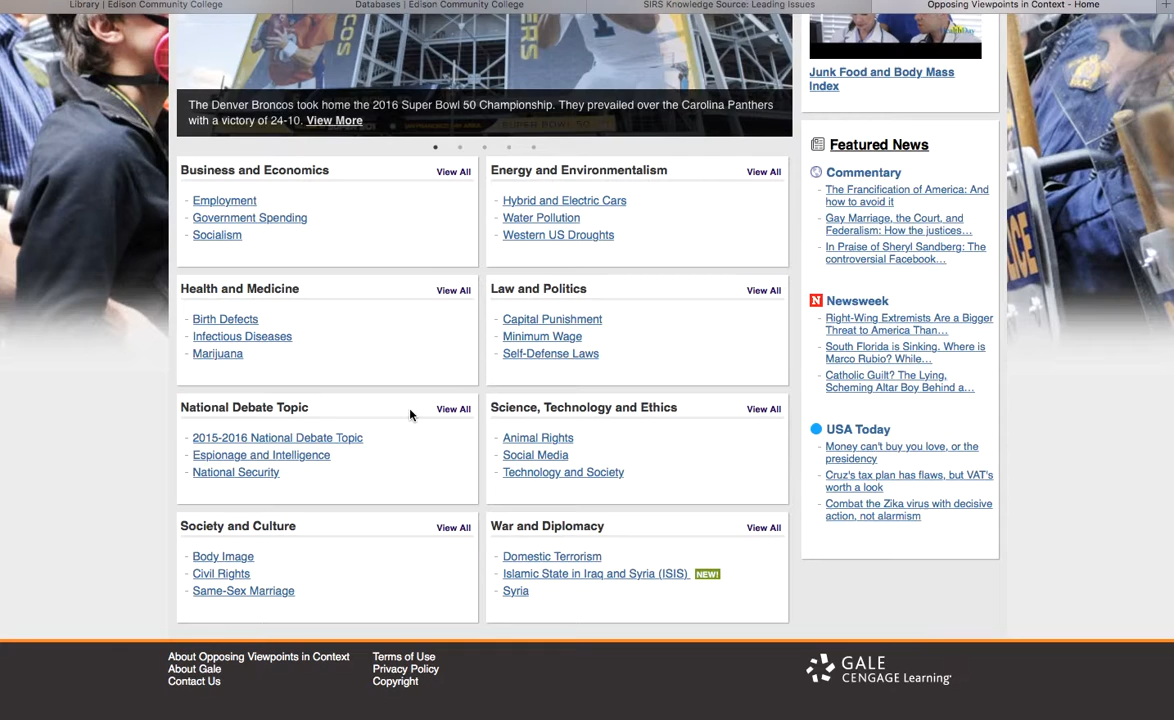 Library | Edison Community College
Databases | Edison Community College
SIRS Knowledge Source: Leading Issues
Opposing Viewpoints in Context - Home
The Denver Broncos took home the 2016 Super Bowl 50 Championship. They prevailed over the Carolina Panthers
with a victory of 24-10. View More
Business and Economics View All
- Employment
- Government Spending
- Socialism
Energy and Environmentalism View All
- Hybrid and Electric Cars
- Water Pollution
- Western US Droughts
Health and Medicine View All
- Birth Defects
- Infectious Diseases
- Marijuana
Law and Politics View All
- Capital Punishment
- Minimum Wage
- Self-Defense Laws
National Debate Topic View All
- 2015-2016 National Debate Topic
- Espionage and Intelligence
- National Security
Science, Technology and Ethics View All
- Animal Rights
- Social Media
- Technology and Society
Society and Culture View All
- Body Image
- Civil Rights
- Same-Sex Marriage
War and Diplomacy View All
- Domestic Terrorism
- Islamic State in Iraq and Syria (ISIS) NEW!
- Syria
Junk Food and Body Mass
Index
Featured News
Commentary
- The Francification of America: And
how to avoid it
- Gay Marriage, the Court, and
Federalism: How the justices...
- In Praise of Sheryl Sandberg: The
controversial Facebook...
N Newsweek
- Right-Wing Extremists Are a Bigger
Threat to America Than...
- South Florida is Sinking. Where is
Marco Rubio? While...
- Catholic Guilt? The Lying,
Scheming Altar Boy Behind a...
USA Today
- Money can't buy you love, or the
presidency
- Cruz's tax plan has flaws, but VAT's
worth a look
- Combat the Zika virus with decisive
action, not alarmism
About Opposing Viewpoints in Context
About Gale
Contact Us
Terms of Use
Privacy Policy
Copyright
GALE
CENGAGE Learning